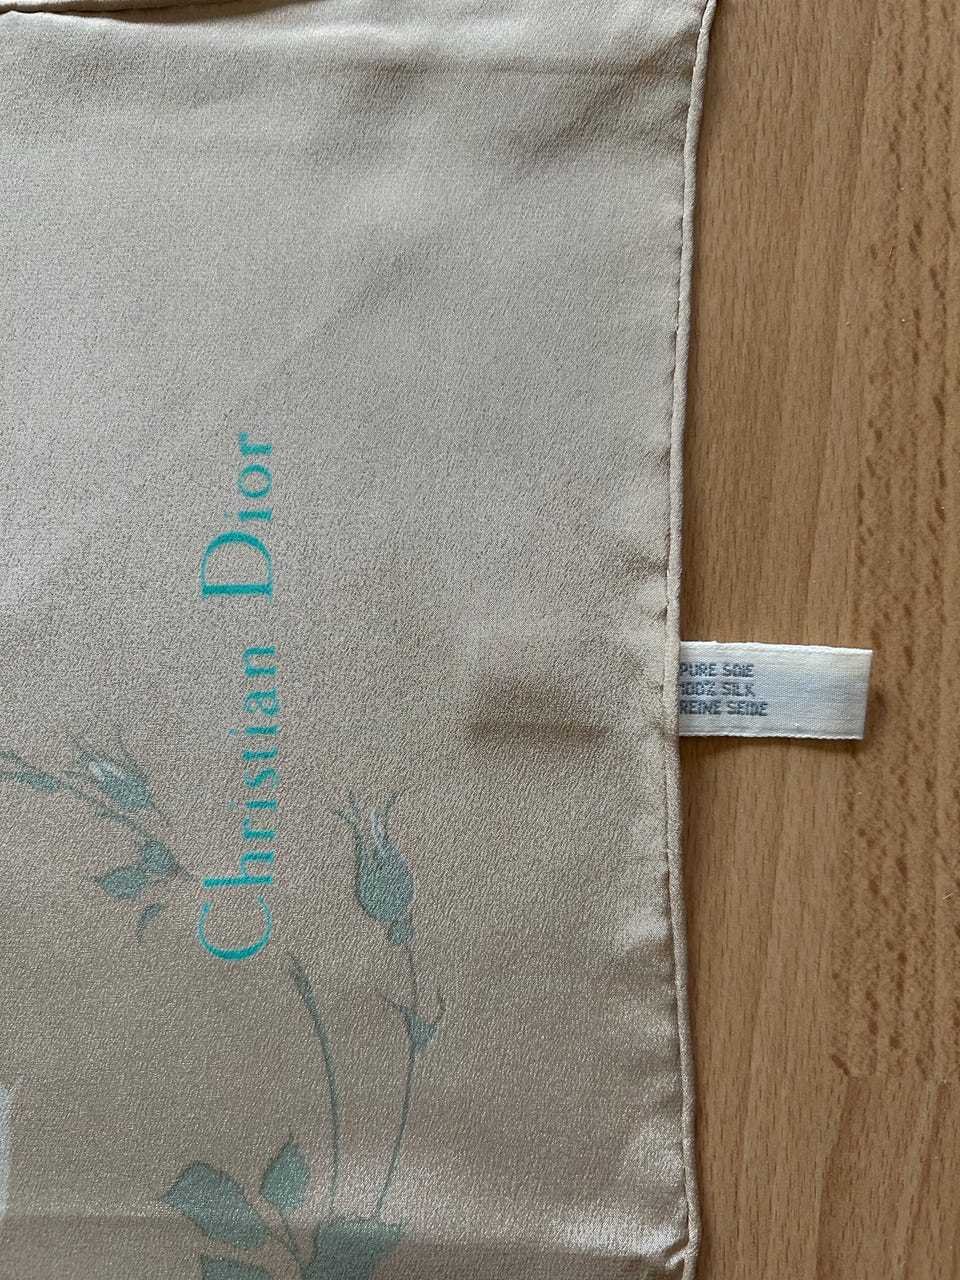 Christian Dior
PURE SOIE
100% SILK
REINE SEIDE